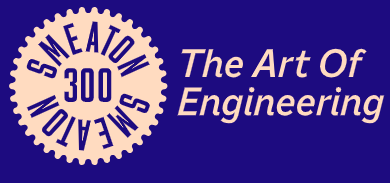 SMEATON
300
SMEATON
The Art Of
Engineering